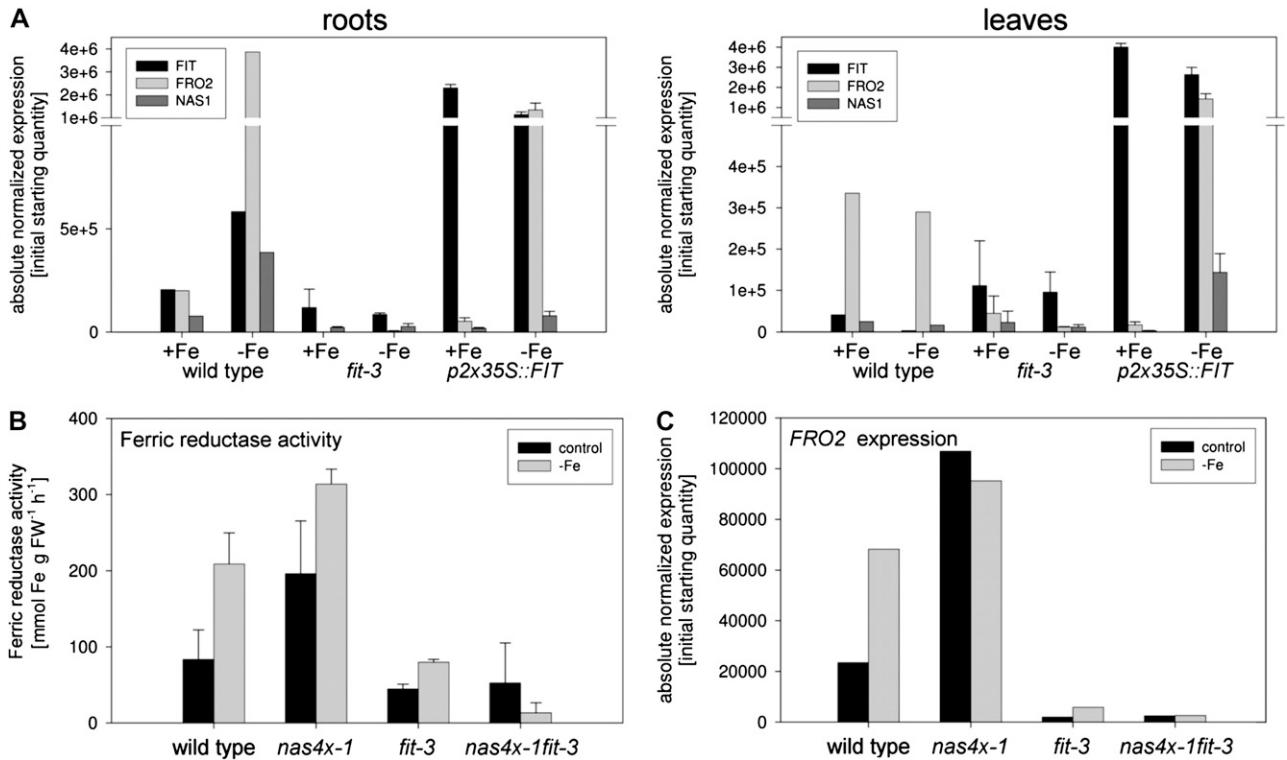 A
roots
leaves
absolute normalized expression
[initial starting quantity]
4e+6
3e+6
2e+6
1e+6
5e+5
0
FIT
FRO2
NAS1
+Fe -Fe +Fe -Fe +Fe -Fe
wild type fit-3 p2x35S::FIT
absolute normalized expression
[initial starting quantity]
4e+6
3e+6
2e+6
1e+6
4e+5
3e+5
2e+5
1e+5
0
FIT
FRO2
NAS1
+Fe -Fe +Fe -Fe +Fe -Fe
wild type fit-3 p2x35S::FIT
B
Ferric reductase activity
[mmol Fe g FW⁻¹ h⁻¹]
400
300
200
100
0
Ferric reductase activity
control
-Fe
wild type nas4x-1 fit-3 nas4x-1fit-3
C
absolute normalized expression
[initial starting quantity]
120000
100000
80000
60000
40000
20000
0
FRO2 expression
control
-Fe
wild type nas4x-1 fit-3 nas4x-1fit-3